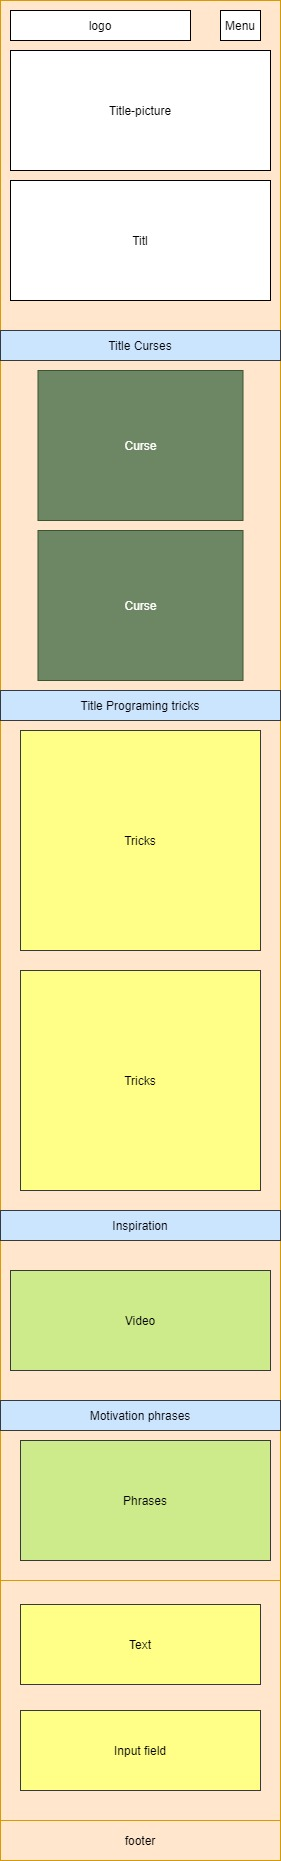 logo
Menu
Title-picture
Titl
Title Curses
Curse
Curse
Title Programing tricks
Tricks
Tricks
Inspiration
Video
Motivation phrases
Phrases
Text
Input field
footer